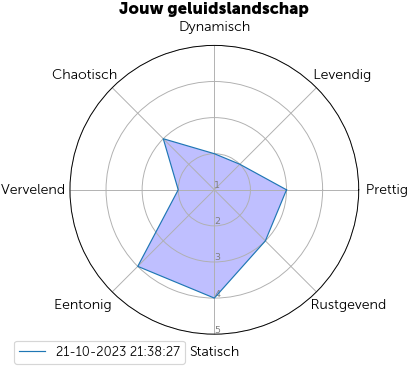 Jouw geluidslandschap
Dynamisch
Chaotisch
Levendig
Vervelend
1
Prettig
2
3
4
Eentonig
Rustgevend
5
21-10-2023 21:38:27
Statisch